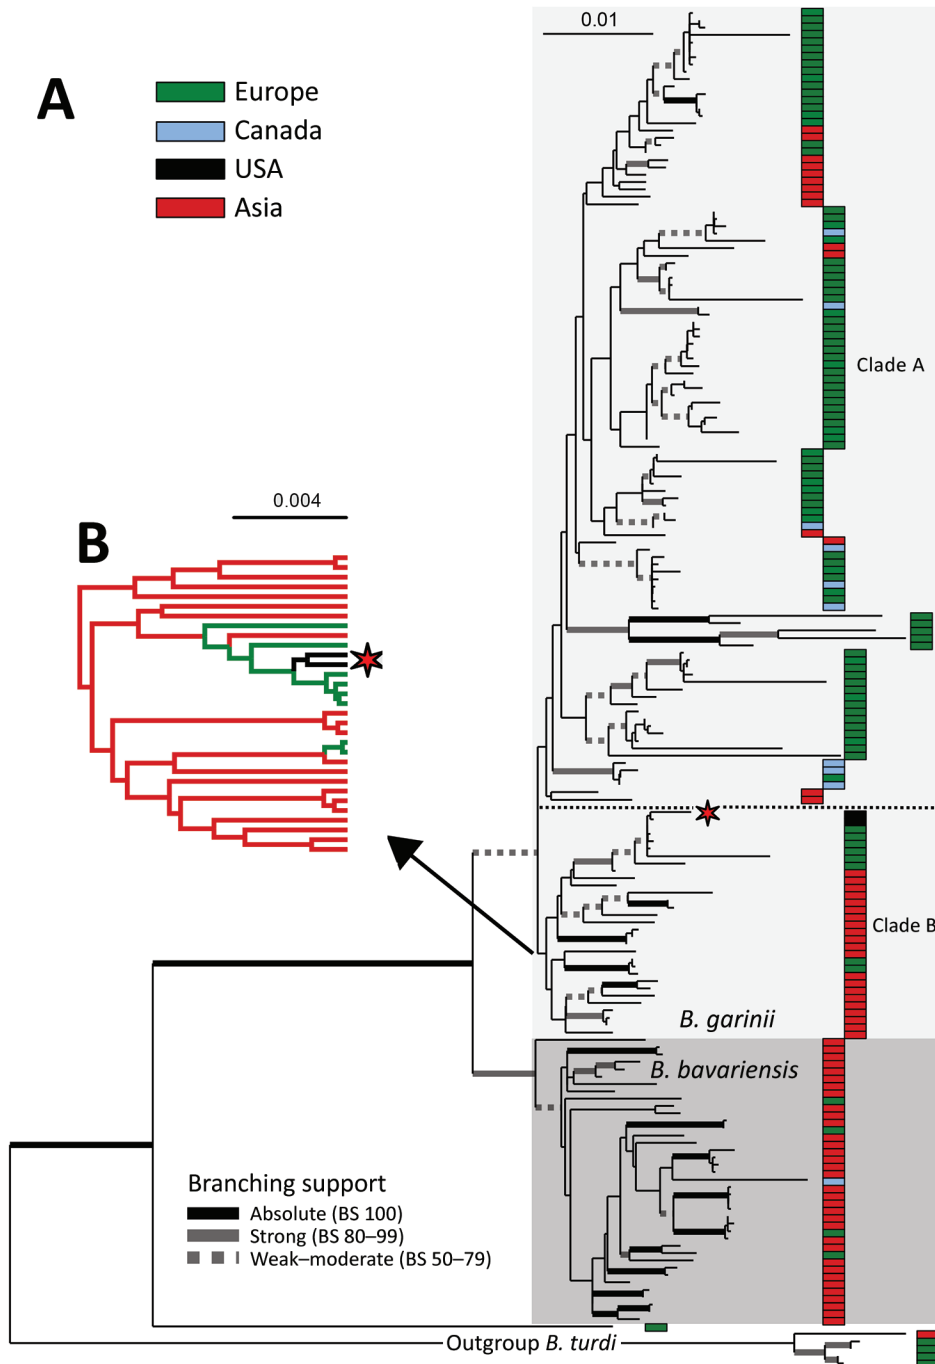 A
Europe
Canada
USA
Asia
0.01
Clade A
B
0.004
Clade B
B. garinii
B. bavariensis
Branching support
Absolute (BS 100)
Strong (BS 80–99)
Weak–moderate (BS 50–79)
Outgroup B. turdi